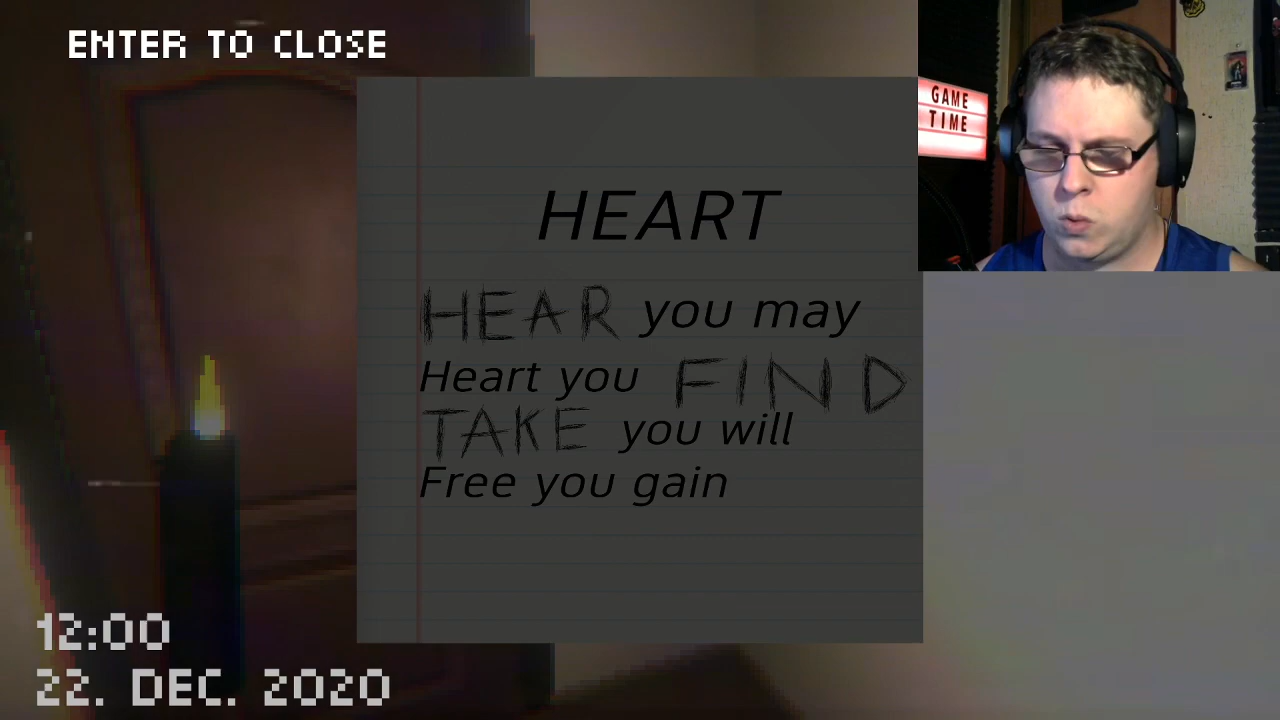 ENTER TO CLOSE
GAME
TIME
HEART
HEAR you may
Heart you FIND
TAKE you will
Free you gain
12:00
22. DEC. 2020